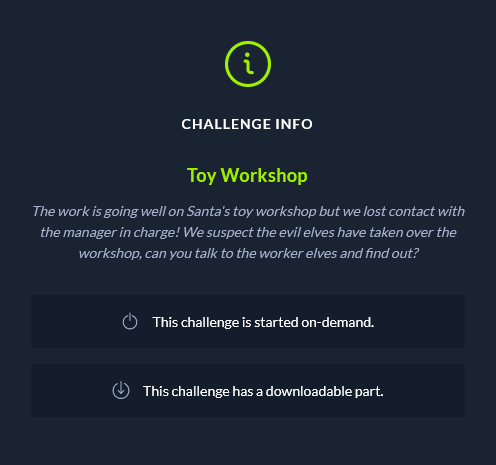 CHALLENGE INFO
Toy Workshop
The work is going well on Santa's toy workshop but we lost contact with
the manager in charge! We suspect the evil elves have taken over the
workshop, can you talk to the worker elves and find out?
This challenge is started on-demand.
This challenge has a downloadable part.